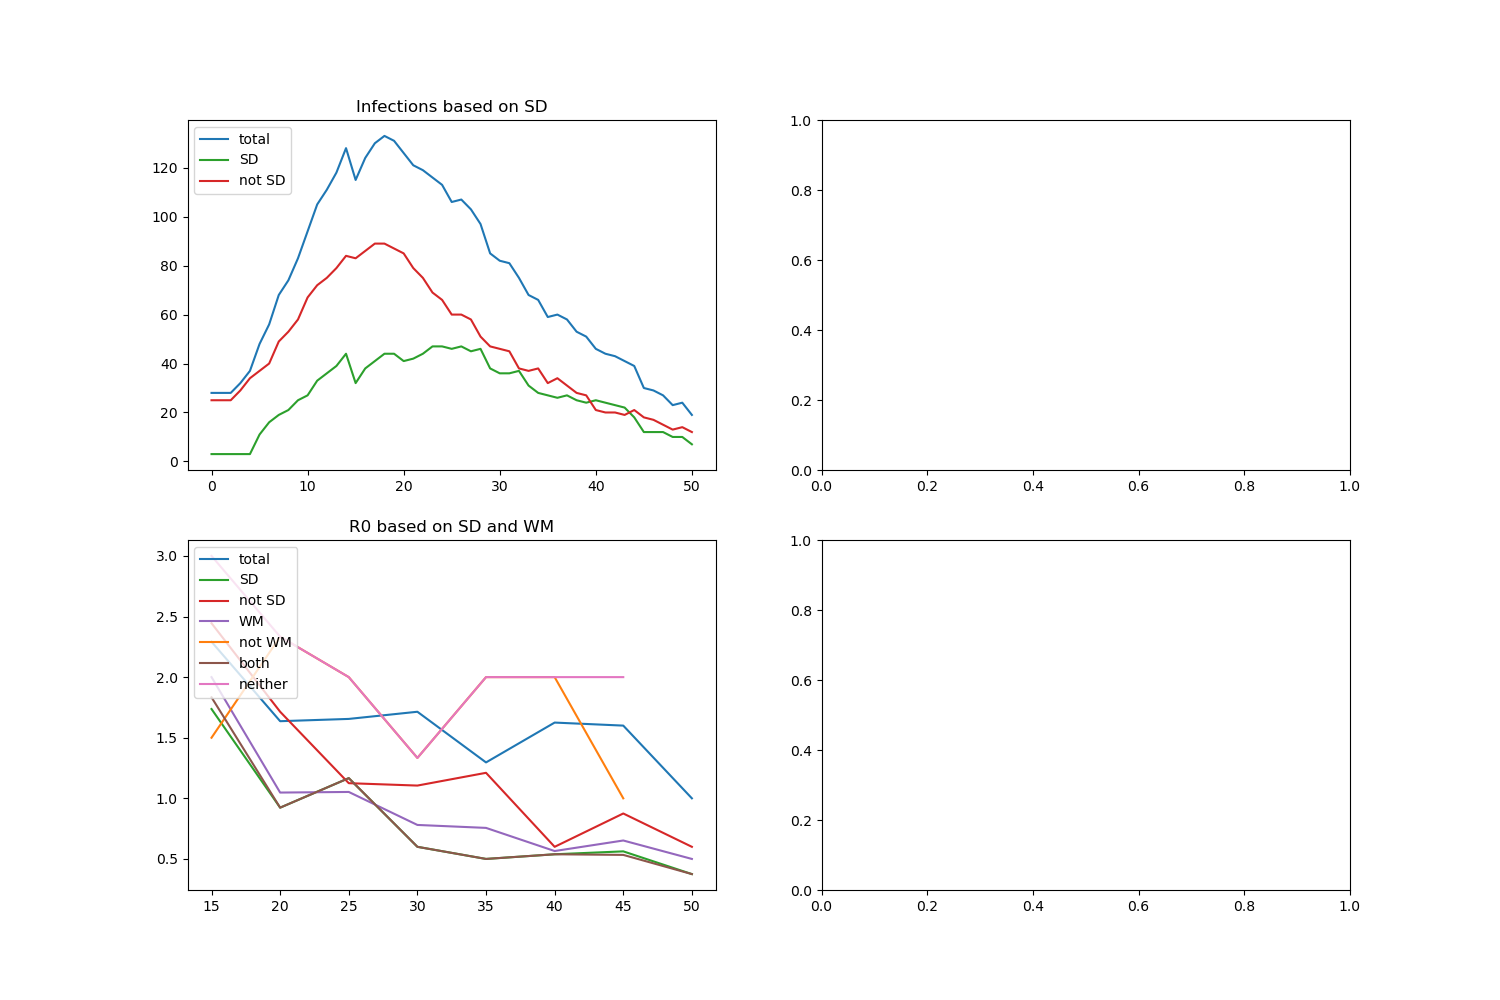 Infections based on SD
total
SD
not SD
120
100
80
60
40
20
0
0 10 20 30 40 50
1.0
0.8
0.6
0.4
0.2
0.0
0.0 0.2 0.4 0.6 0.8 1.0
R0 based on SD and WM
total
SD
not SD
WM
not WM
both
neither
3.0
2.5
2.0
1.5
1.0
0.5
15 20 25 30 35 40 45 50
1.0
0.8
0.6
0.4
0.2
0.0
0.0 0.2 0.4 0.6 0.8 1.0